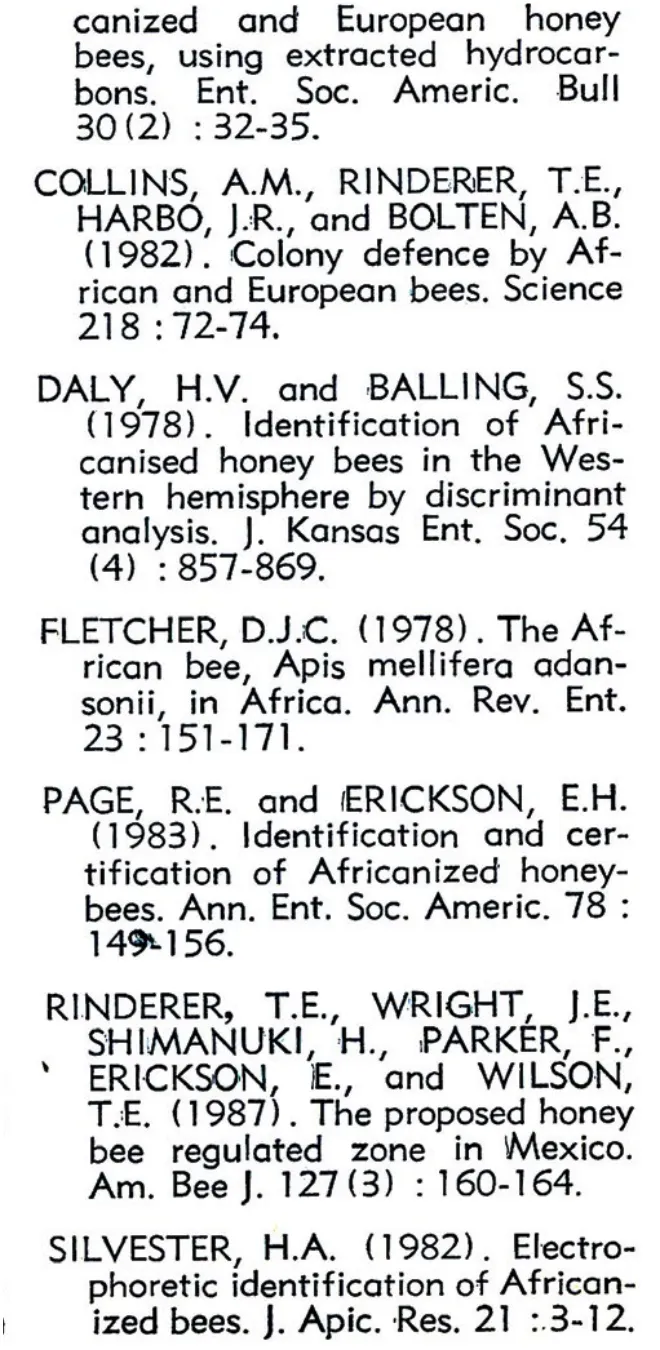 canized and European honey
bees, using extracted hydrocar-
bons. Ent. Soc. Americ. Bull
30(2) : 32-35.
COLLINS, A.M., RINDERER, T.E.,
HARBO, J.R., and BOLTEN, A.B.
(1982). Colony defence by Af-
rican and European bees. Science
218 : 72-74.
DALY, H.V. and BALLING, S.S.
(1978). Identification of Afri-
canised honey bees in the Wes-
tern hemisphere by discriminant
analysis. J. Kansas Ent. Soc. 54
(4) : 857-869.
FLETCHER, D.J.C. (1978). The Af-
rican bee, Apis mellifera adan-
sonii, in Africa. Ann. Rev. Ent.
23 : 151-171.
PAGE, R.E. and ERICKSON, E.H.
(1983). Identification and cer-
tification of Africanized honey-
bees. Ann. Ent. Soc. Americ. 78 :
149-156.
RINDERER, T.E., WRIGHT, J.E.,
SHIMANUKI, H., PARKER, F.,
ERICKSON, E., and WILSON,
T.E. (1987). The proposed honey
bee regulated zone in Mexico.
Am. Bee J. 127(3) : 160-164.
SILVESTER, H.A. (1982). Electro-
phoretic identification of African-
ized bees. J. Apic. Res. 21 : 3-12.